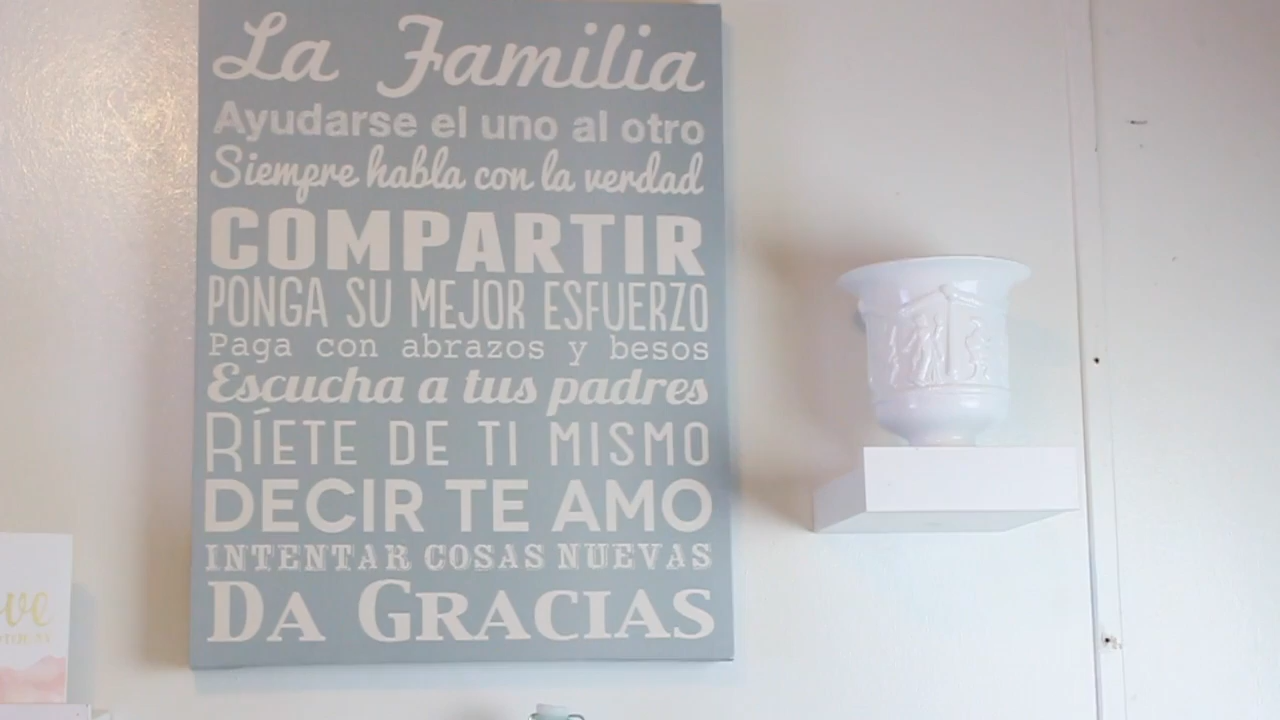 La Familia
Ayudarse el uno al otro
Siempre habla con la verdad
COMPARTIR
PONGA SU MEJOR ESFUERZO
Paga con abrazos y besos
Escucha a tus padres
RÍETE DE TI MISMO
DECIR TE AMO
INTENTAR COSAS NUEVAS
DA GRACIAS